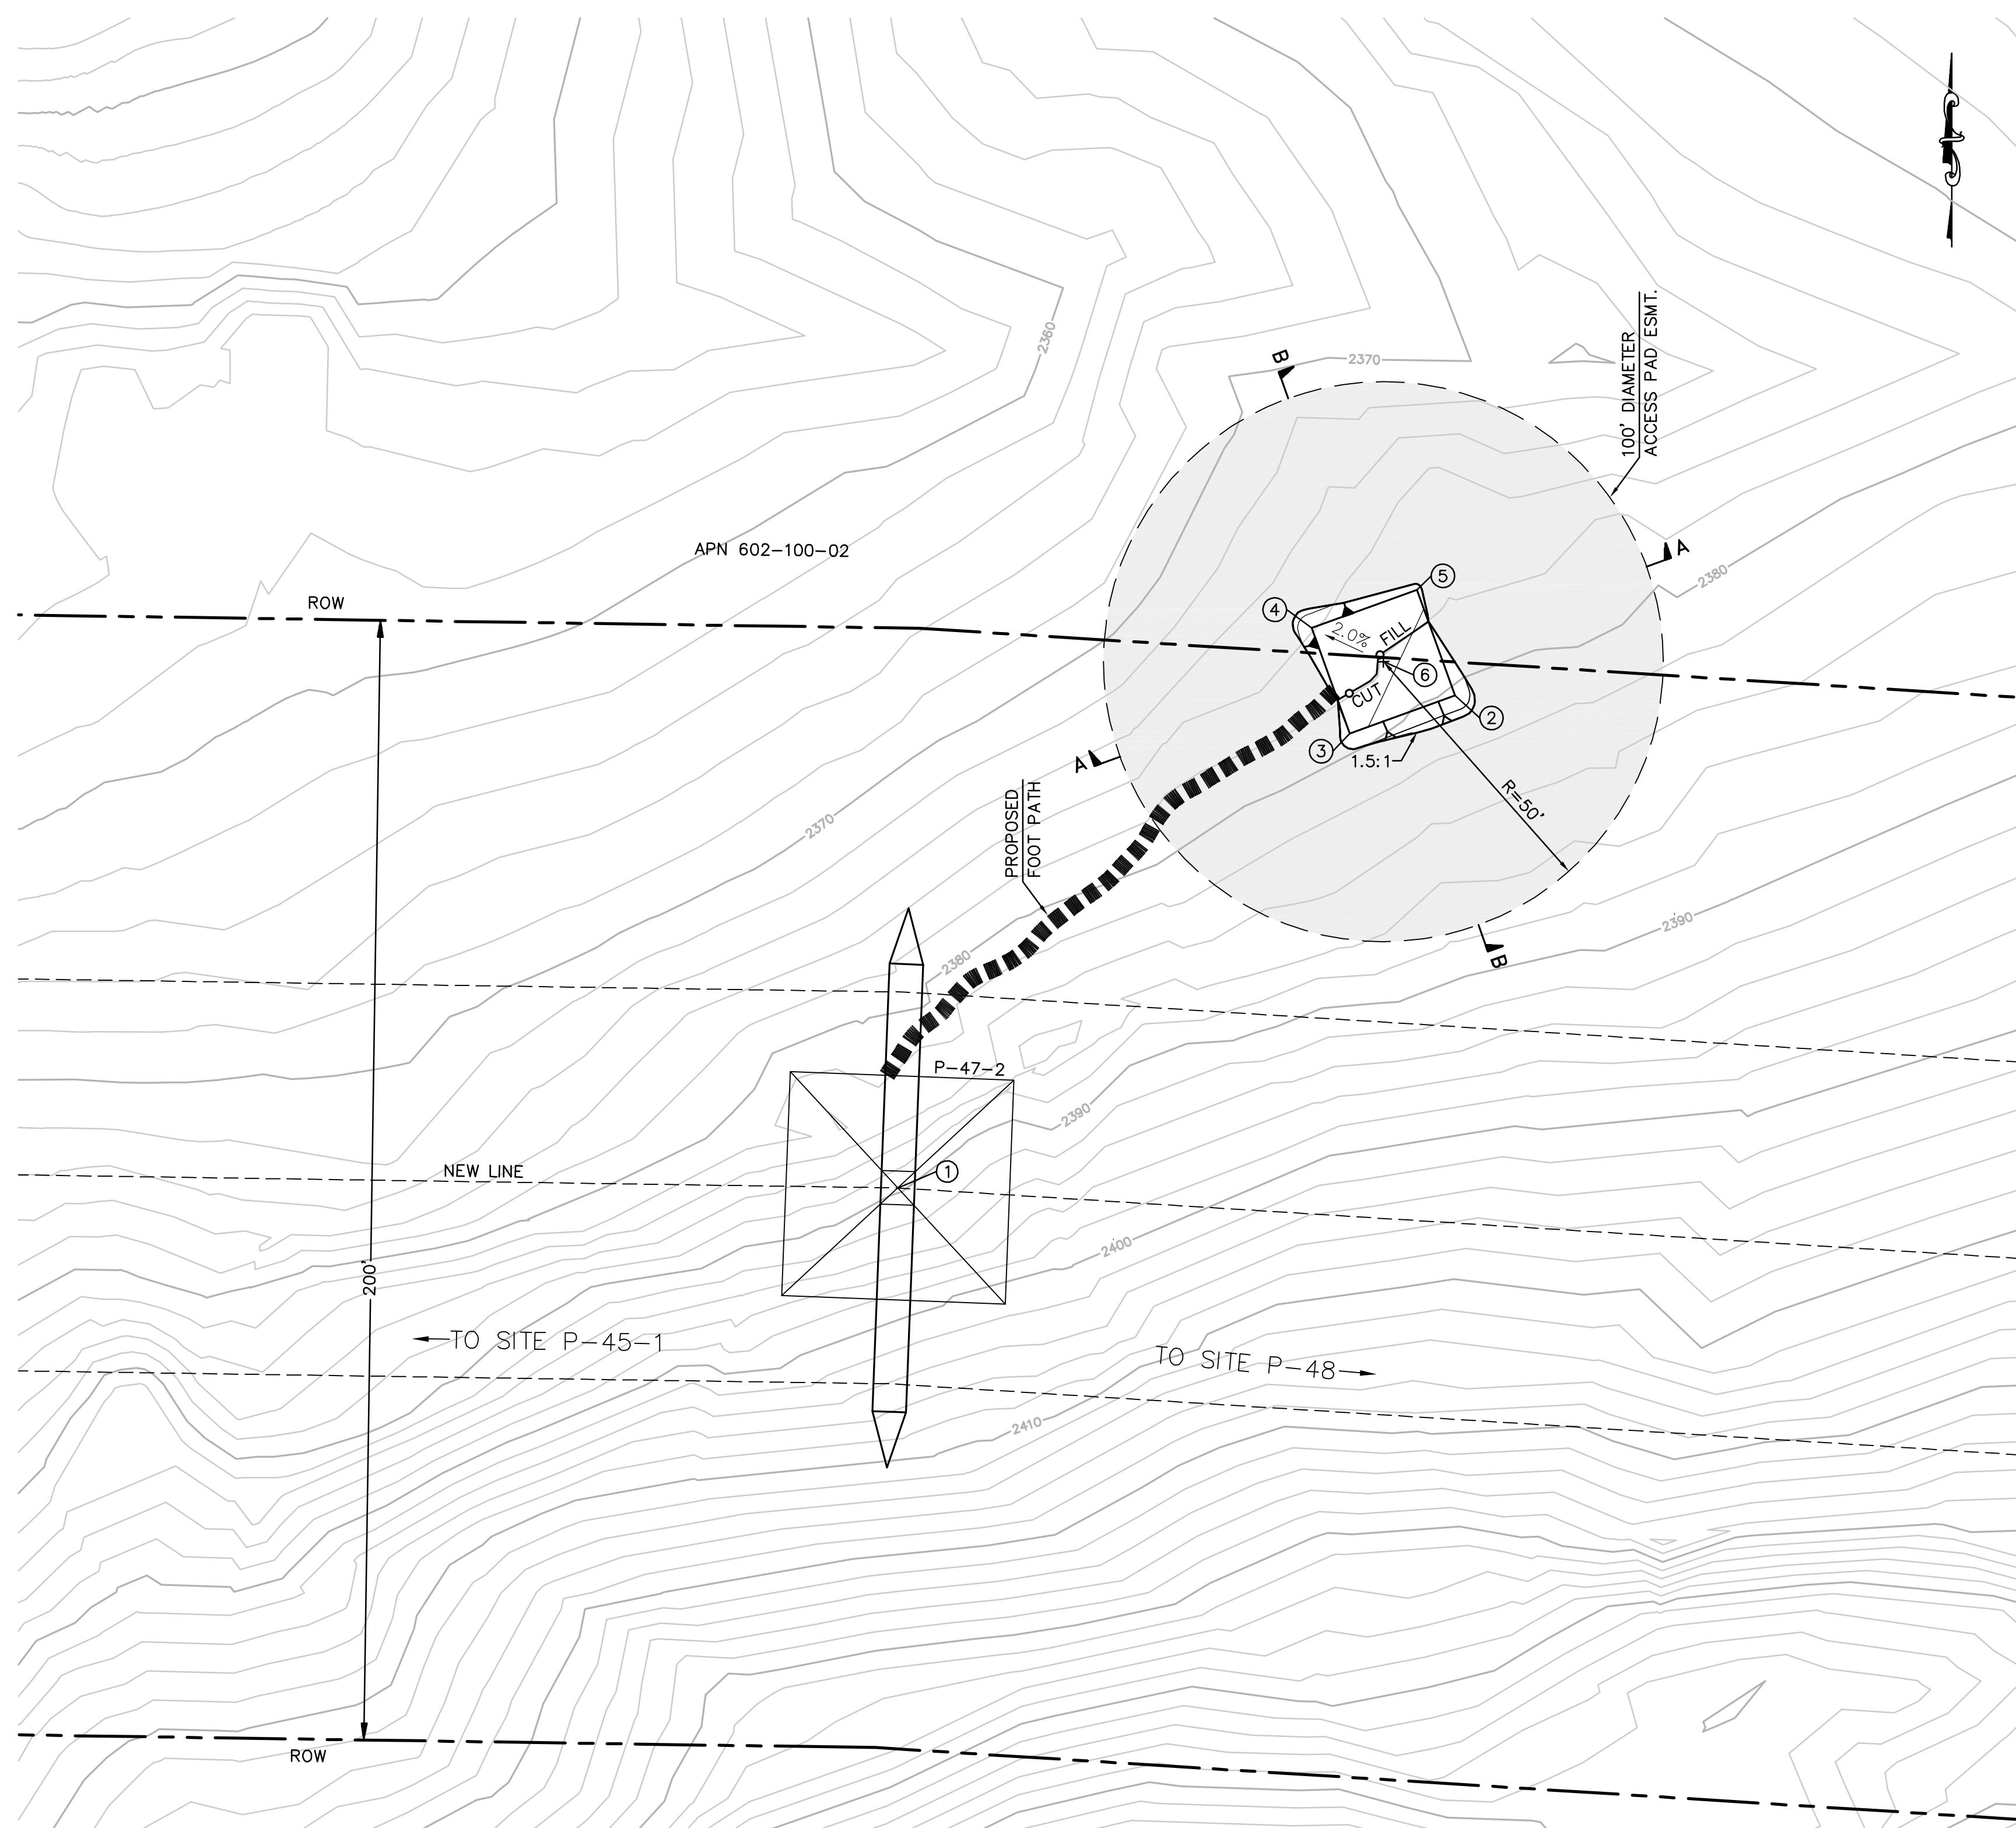 2360
B
2370
100' DIAMETER
ACCESS PAD ESMT.
APN 602-100-02
A
5
2380
ROW
4
2.0%
FILL
6
CUT
2
3
1.5:1
A
R=50'
PROPOSED
FOOT PATH
2370
2390
2380
B
P-47-2
2390
NEW LINE
1
2400
200'
TO SITE P-45-1
TO SITE P-48
2410
ROW